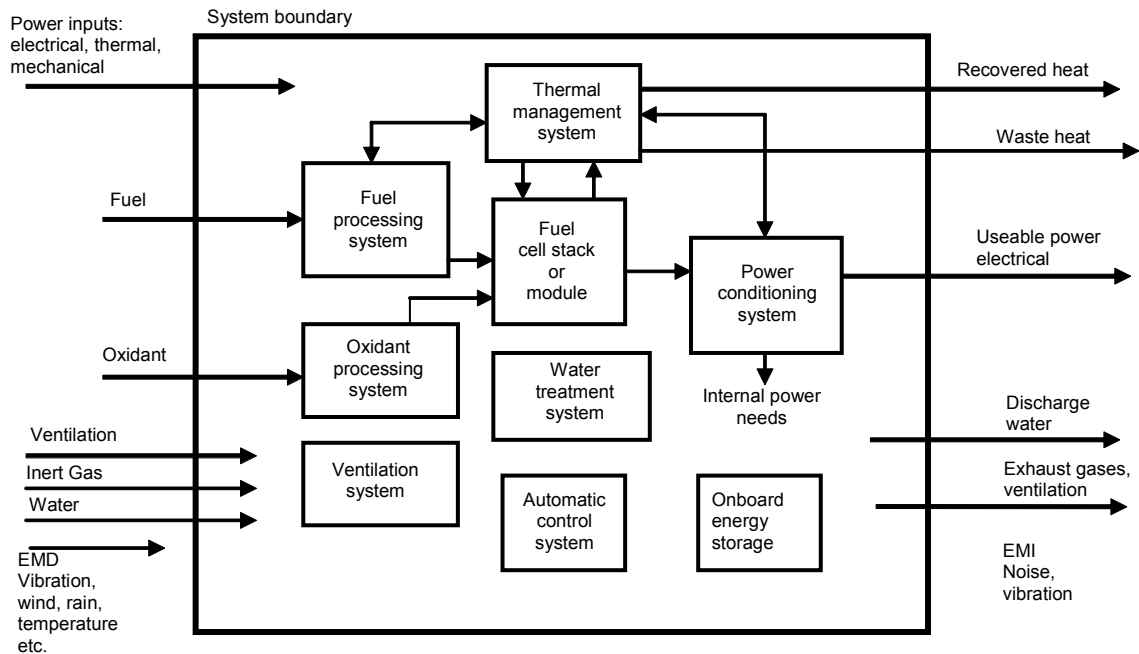 Power inputs:
electrical, thermal,
mechanical
System boundary
Thermal
management
system
Recovered heat
Waste heat
Fuel
Fuel
processing
system
Fuel
cell stack
or
module
Power
conditioning
system
Useable power
electrical
Oxidant
Oxidant
processing
system
Water
treatment
system
Internal power
needs
Discharge
water
Ventilation
Inert Gas
Water
Ventilation
system
Automatic
control
system
Onboard
energy
storage
Exhaust gases,
ventilation
EMD
Vibration,
wind, rain,
temperature
etc.
EMI
Noise,
vibration